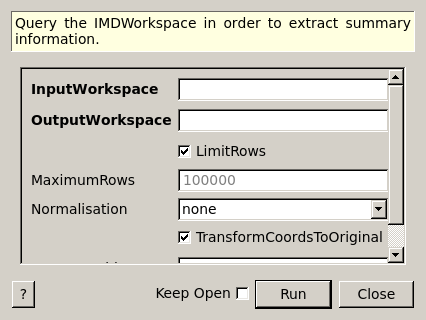 Query the IMDWorkspace in order to extract summary
information.
InputWorkspace
OutputWorkspace
LimitRows
MaximumRows 100000
Normalisation none
TransformCoordsToOriginal
? Keep Open Run Close